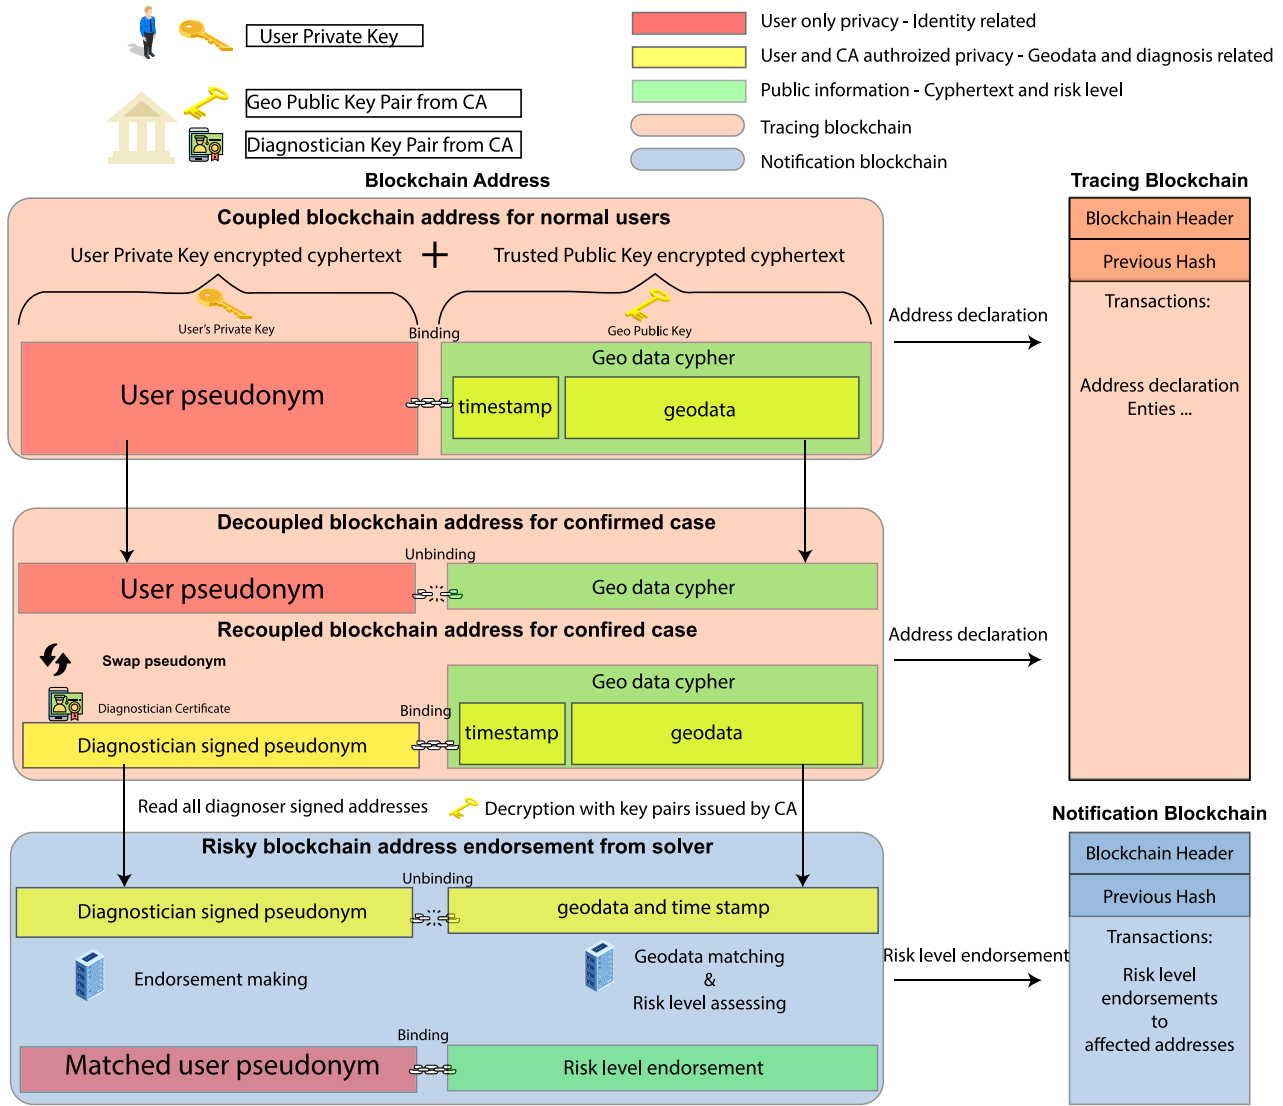 User Private Key
Geo Public Key Pair from CA
Diagnostician Key Pair from CA
User only privacy - Identity related
User and CA authroized privacy - Geodata and diagnosis related
Public information - Cyphertext and risk level
Tracing blockchain
Notification blockchain
Blockchain Address
Coupled blockchain address for normal users
User Private Key encrypted cyphertext
+
Trusted Public Key encrypted cyphertext
User's Private Key
Binding
Geo Public Key
User pseudonym
Geo data cypher
timestamp
geodata
Address declaration
Tracing Blockchain
Blockchain Header
Previous Hash
Transactions:
Address declaration
Enties ...
Decoupled blockchain address for confirmed case
Unbinding
User pseudonym
Geo data cypher
Recoupled blockchain address for confired case
Swap pseudonym
Diagnostician Certificate
Binding
Diagnostician signed pseudonym
Geo data cypher
timestamp
geodata
Address declaration
Read all diagnoser signed addresses
Decryption with key pairs issued by CA
Risky blockchain address endorsement from solver
Unbinding
Diagnostician signed pseudonym
geodata and time stamp
Endorsement making
Geodata matching
&
Risk level assessing
Binding
Matched user pseudonym
Risk level endorsement
Risk level endorsement
Notification Blockchain
Blockchain Header
Previous Hash
Transactions:
Risk level
endorsements
to
affected addresses